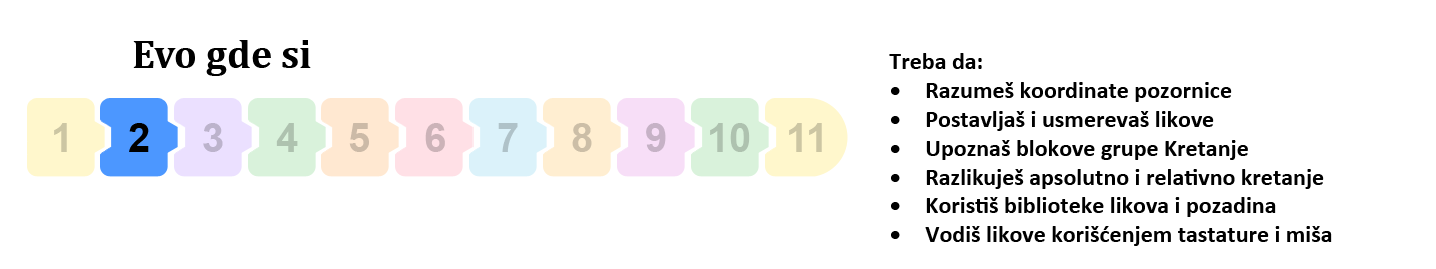 Evo gde si
1 2 3 4 5 6 7 8 9 10 11
Treba da:
• Razumeš koordinate pozornice
• Postavljaš i usmerevaš likove
• Upoznaš blokove grupe Kretanje
• Razlikuješ apsolutno i relativno kretanje
• Koristiš biblioteke likova i pozadina
• Vodiš likove korišćenjem tastature i miša